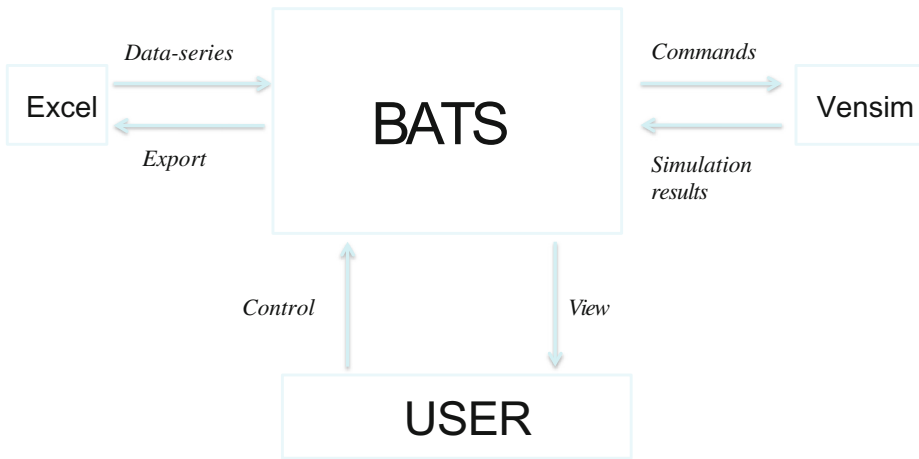 Data-series
Commands
Excel
BATS
Vensim
Export
Simulation
results
Control
View
USER